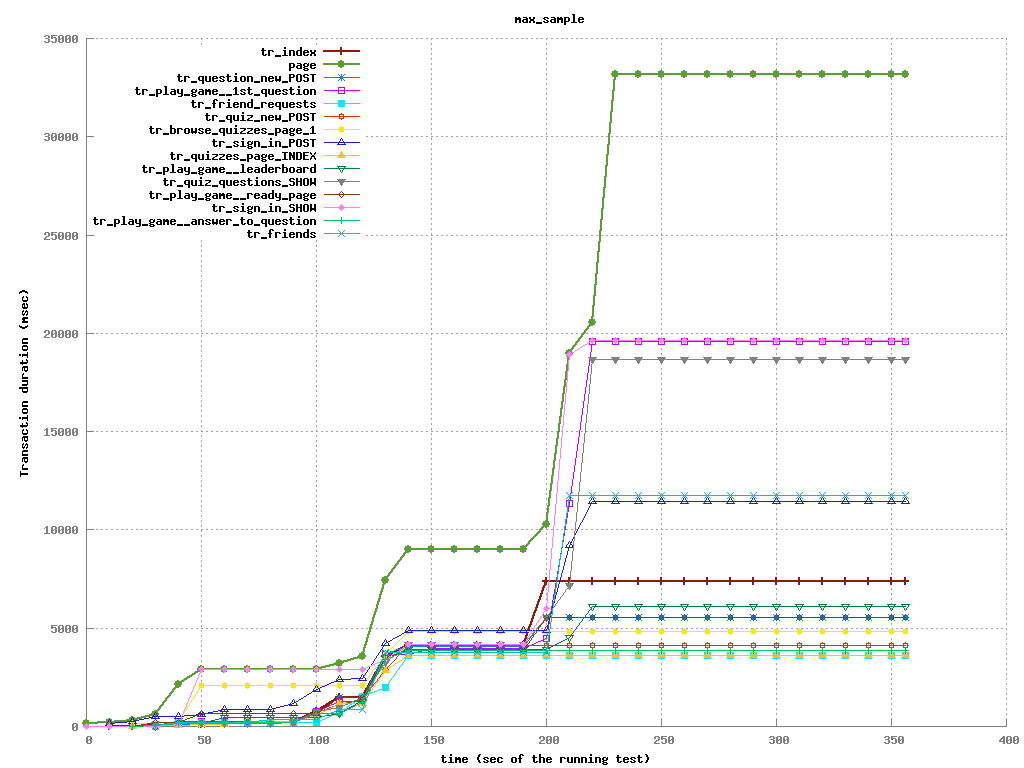 max_sample
35000
30000
25000
20000
15000
10000
5000
0
Transaction duration (msec)
tr_index
page
tr_question_new_POST
tr_play_game__1st_question
tr_friend_requests
tr_quiz_new_POST
tr_browse_quizzes_page_1
tr_sign_in_POST
tr_quizzes_page_INDEX
tr_play_game__leaderboard
tr_quiz_questions_SHOW
tr_play_game__ready_page
tr_sign_in_SHOW
tr_play_game__answer_to_question
tr_friends
0 50 100 150 200 250 300 350 400
time (sec of the running test)